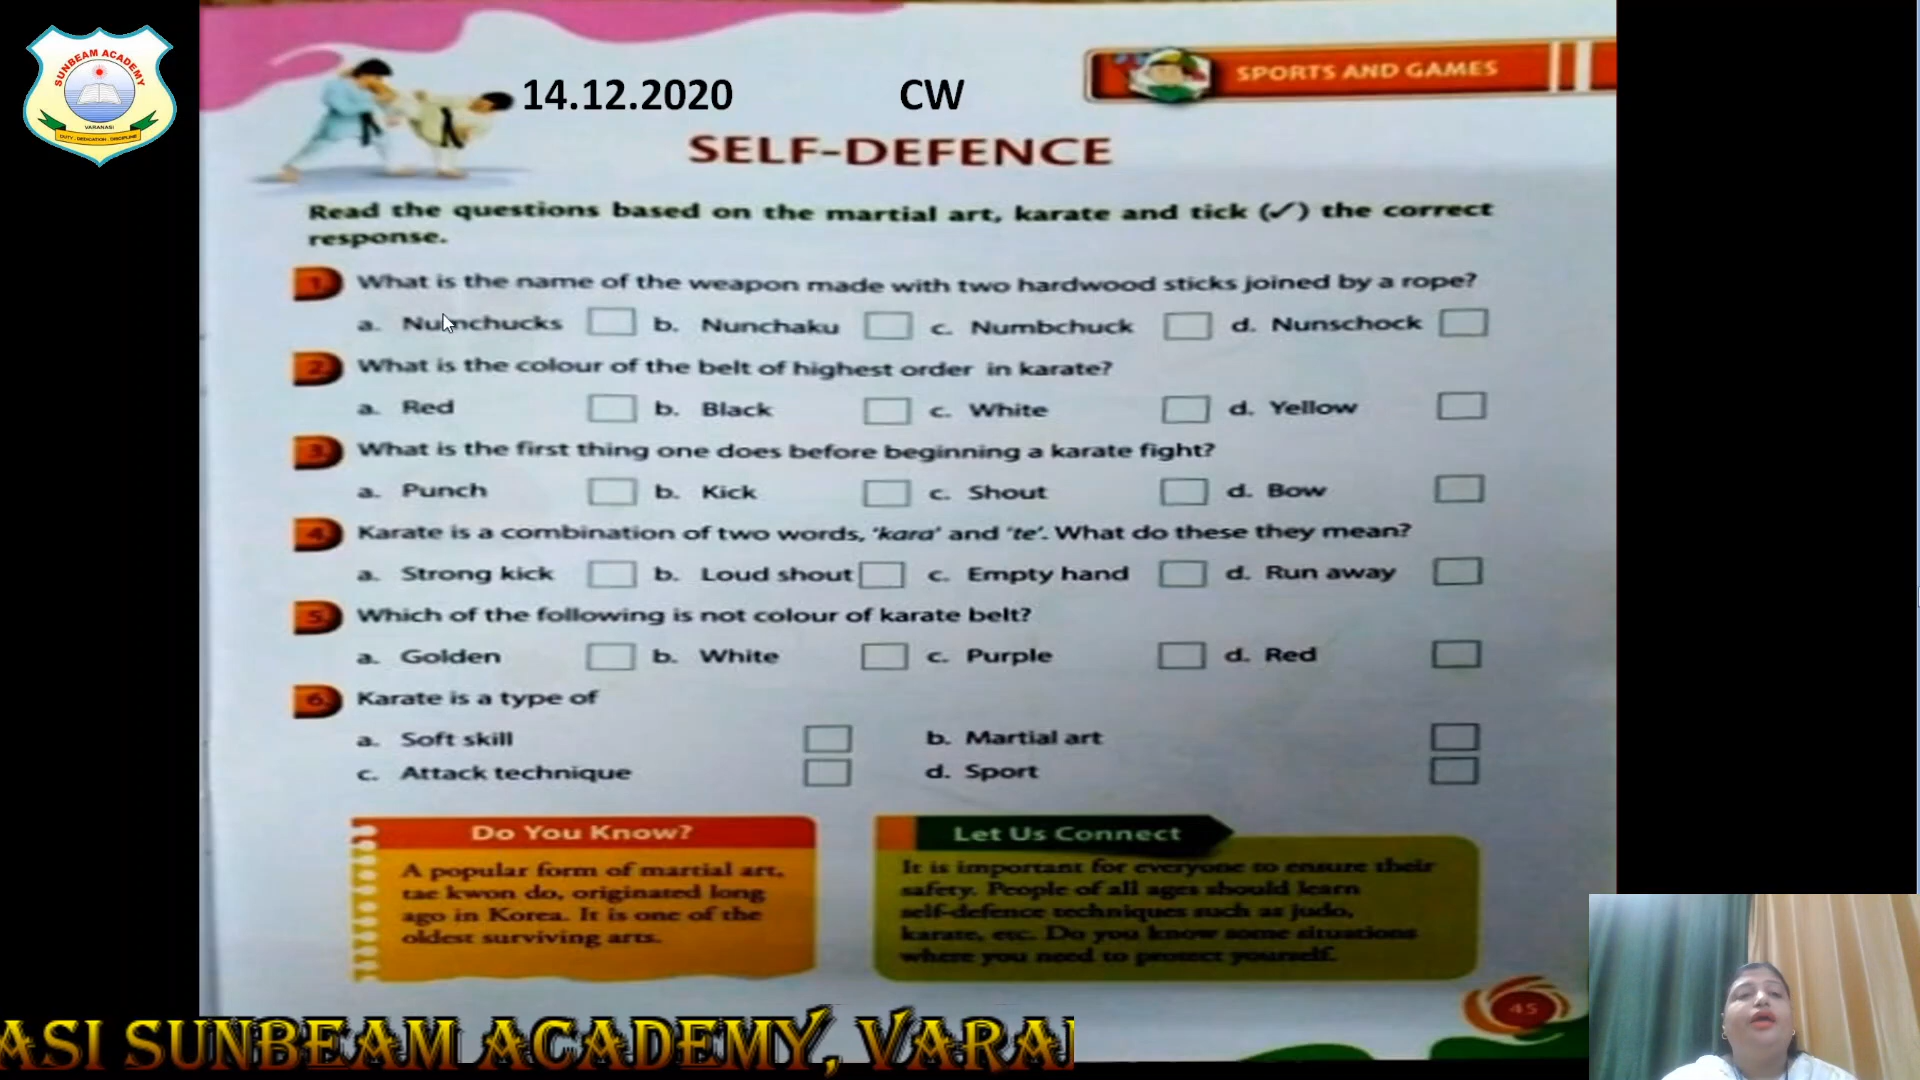 SUNBEAM ACADEMY
VARANASI
DUTY - DEDICATION - DISCIPLINE
14.12.2020 CW
SPORTS AND GAMES
SELF-DEFENCE
Read the questions based on the martial art, karate and tick (✓) the correct
response.
1. What is the name of the weapon made with two hardwood sticks joined by a rope?
a. Numchucks b. Nunchaku c. Numbchuck d. Nunschock
2. What is the colour of the belt of highest order in karate?
a. Red b. Black c. White d. Yellow
3. What is the first thing one does before beginning a karate fight?
a. Punch b. Kick c. Shout d. Bow
4. Karate is a combination of two words, 'kara' and 'te'. What do these they mean?
a. Strong kick b. Loud shout c. Empty hand d. Run away
5. Which of the following is not colour of karate belt?
a. Golden b. White c. Purple d. Red
6. Karate is a type of
a. Soft skill b. Martial art
c. Attack technique d. Sport
Do You Know?
A popular form of martial art,
tae kwon do, originated long
ago in Korea. It is one of the
oldest surviving arts.
Let Us Connect
It is important for everyone to ensure their
safety. People of all ages should learn
self-defence techniques such as judo,
karate, etc. Do you know some situations
where you need to protect yourself.
45
ASI SUNBEAM ACADEMY, VARA